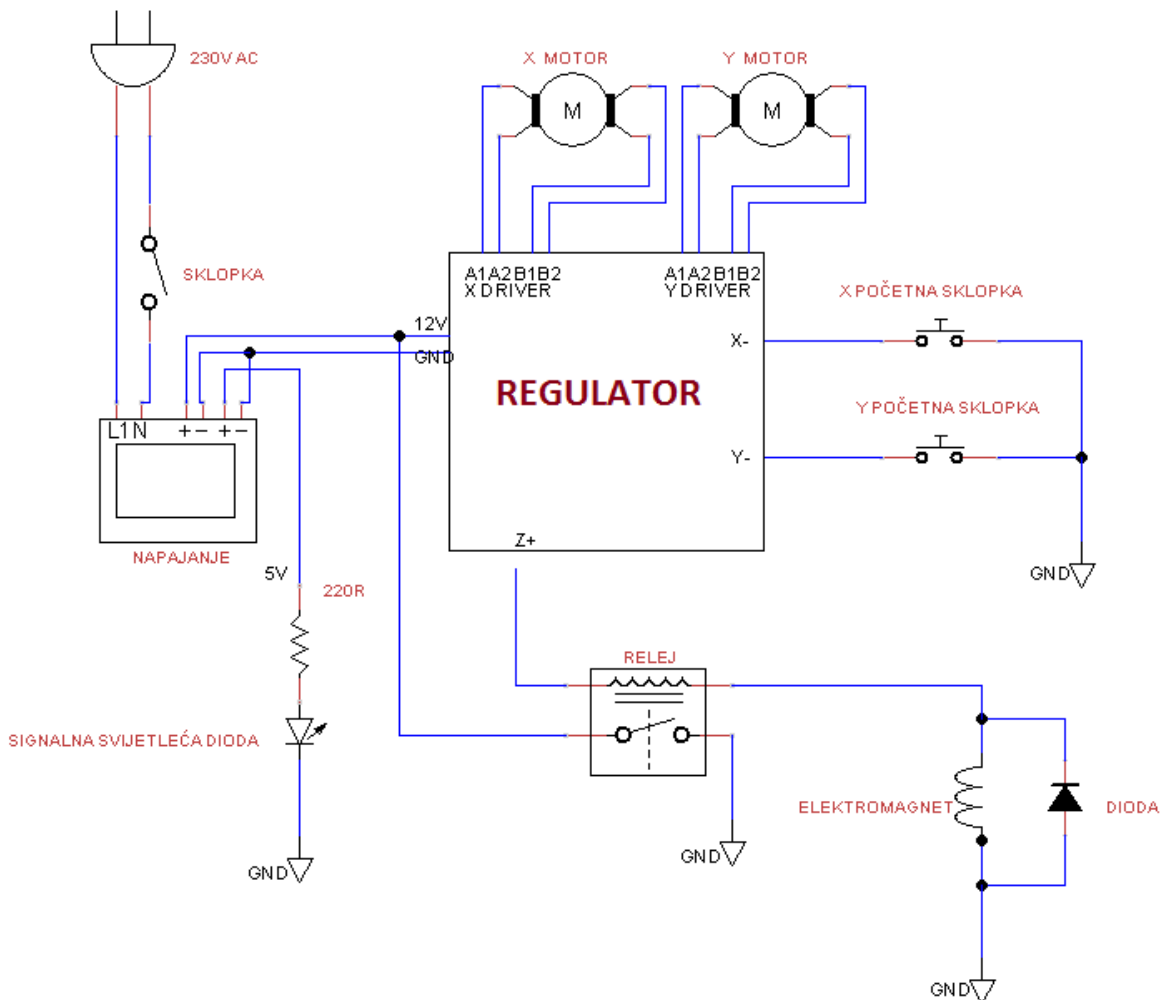 230V AC
X MOTOR
Y MOTOR
M
M
SKLOPKA
A1A2B1B2
X DRIVER
A1A2B1B2
Y DRIVER
X POČETNA SKLOPKA
12V
GND
X-
REGULATOR
Y POČETNA SKLOPKA
L1N
+-
+-
Y-
NAPAJANJE
Z+
5V
220R
GND
RELEJ
SIGNALNA SVIJETLEĆA DIODA
ELEKTROMAGNET
DIODA
GND
GND
GND